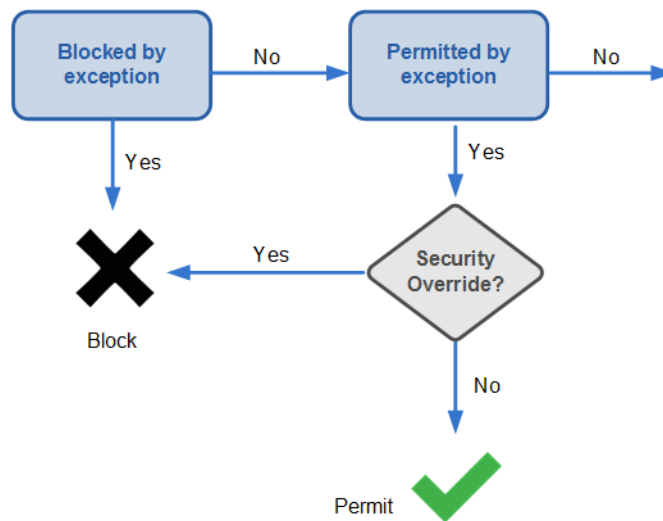 Blocked by
exception
No
Permitted by
exception
No
Yes
Yes
Yes
Security
Override?
Block
No
Permit